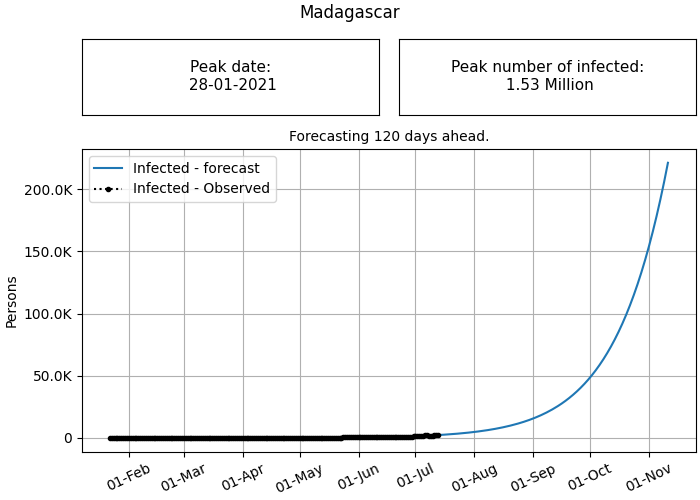 Madagascar
Peak date:
28-01-2021
Peak number of infected:
1.53 Million
Forecasting 120 days ahead.
Infected - forecast
Infected - Observed
200.0K
150.0K
100.0K
50.0K
0
Persons
01-Feb
01-Mar
01-Apr
01-May
01-Jun
01-Jul
01-Aug
01-Sep
01-Oct
01-Nov